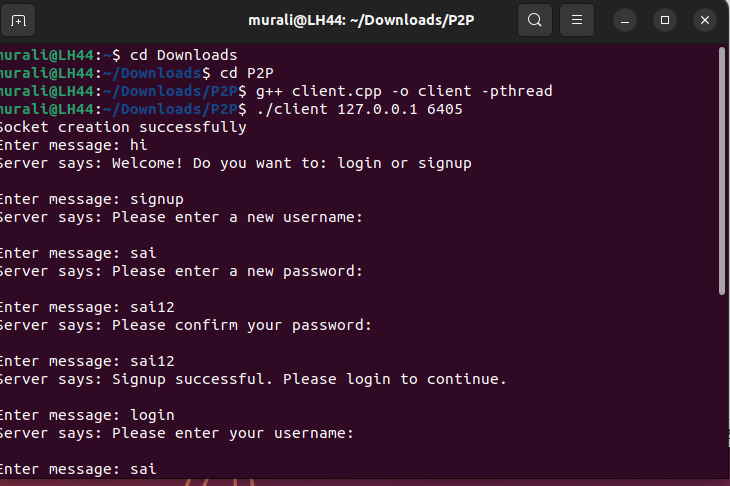 murali@LH44: ~/Downloads/P2P
murali@LH44:~$ cd Downloads
murali@LH44:~/Downloads$ cd P2P
murali@LH44:~/Downloads/P2P$ g++ client.cpp -o client -pthread
murali@LH44:~/Downloads/P2P$ ./client 127.0.0.1 6405
Socket creation successfully
Enter message: hi
Server says: Welcome! Do you want to: login or signup
Enter message: signup
Server says: Please enter a new username:
Enter message: sai
Server says: Please enter a new password:
Enter message: sai12
Server says: Please confirm your password:
Enter message: sai12
Server says: Signup successful. Please login to continue.
Enter message: login
Server says: Please enter your username:
Enter message: sai